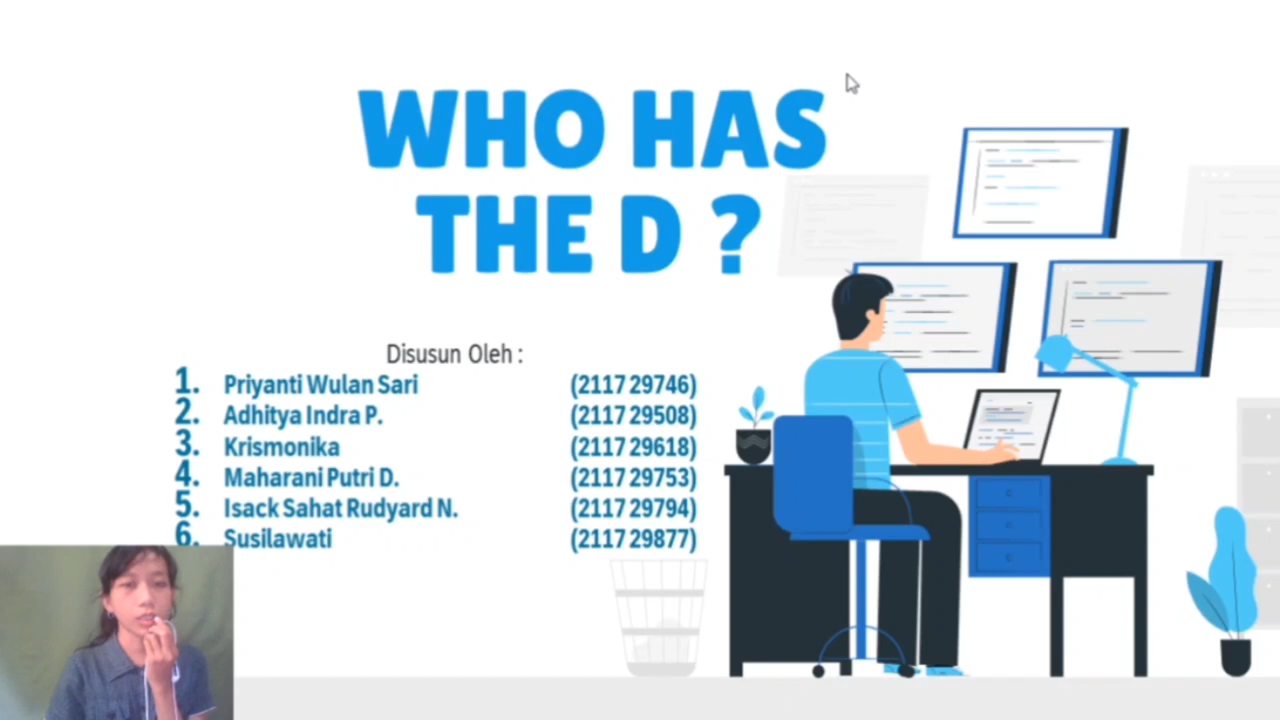 WHO HAS
THE D ?
Disusun Oleh :
1. Priyanti Wulan Sari (2117 29746)
2. Adhitya Indra P. (2117 29508)
3. Krismonika (2117 29618)
4. Maharani Putri D. (2117 29753)
5. Isack Sahat Rudyard N. (2117 29794)
6. Susilawati (2117 29877)